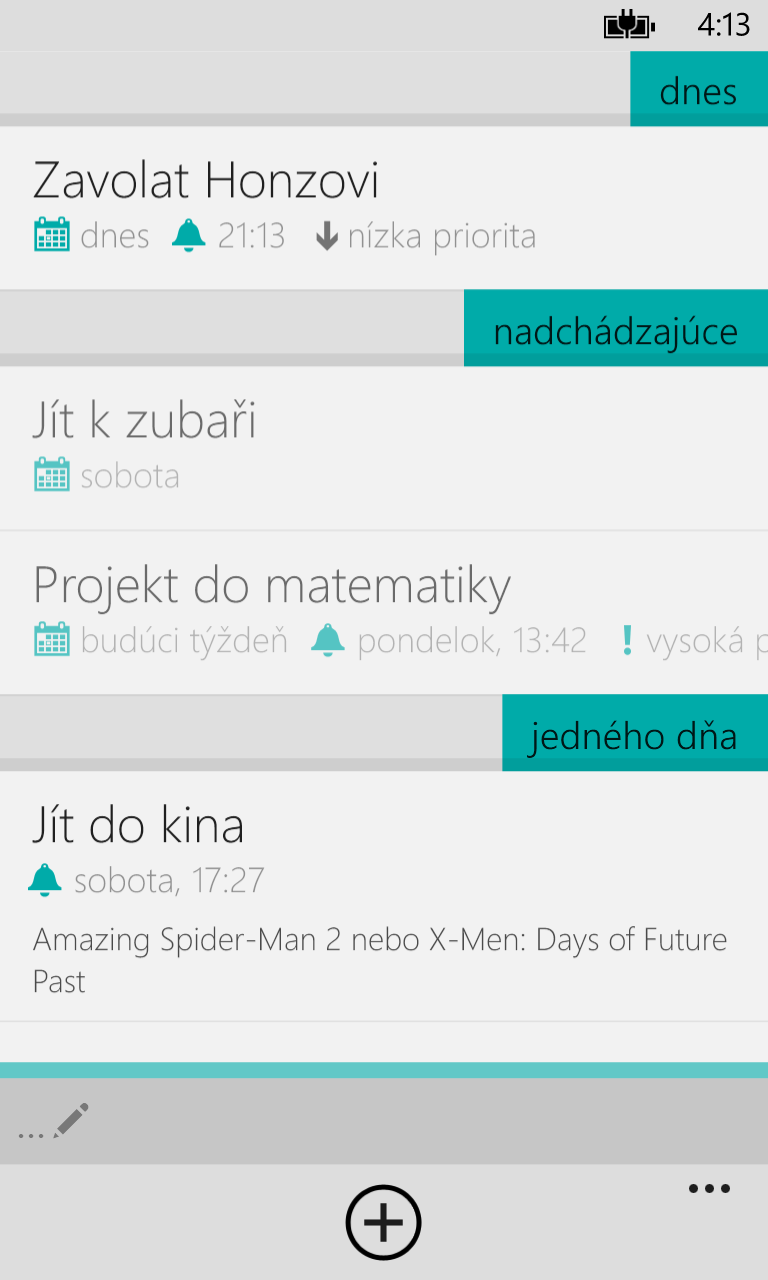 4:13
dnes
Zavolat Honzovi
dnes 21:13 nízka priorita
nadchádzajúce
Jít k zubaři
sobota
Projekt do matematiky
budúci týždeň pondelok, 13:42 vysoká p
jedného dňa
Jít do kina
sobota, 17:27
Amazing Spider-Man 2 nebo X-Men: Days of Future
Past
...